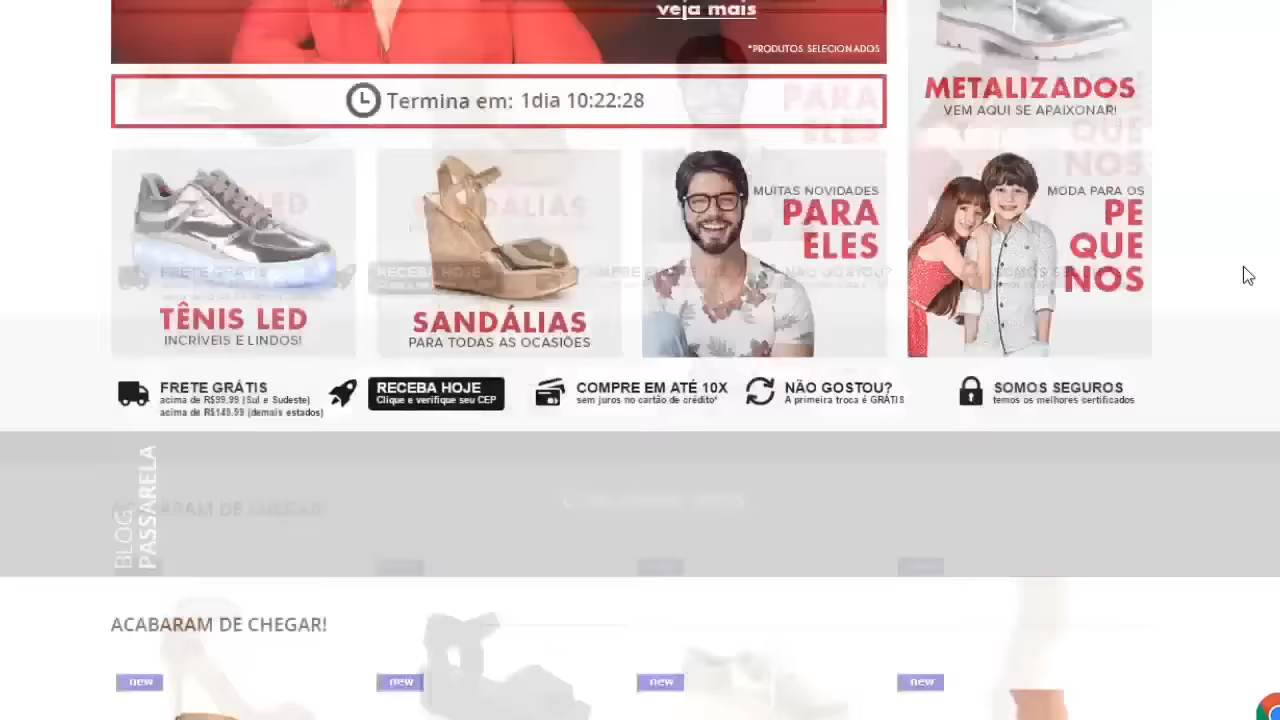 veja mais
*PRODUTOS SELECIONADOS
Termina em: 1dia 10:22:28
METALIZADOS
VEM AQUI SE APAIXONAR!
TÊNIS LED
INCRÍVEIS E LINDOS!
SANDÁLIAS
PARA TODAS AS OCASIÕES
MUITAS NOVIDADES
PARA
ELES
MODA PARA OS
PE
QUE
NOS
FRETE GRÁTIS
acima de R$99,99 (Sul e Sudeste)
acima de R$149,99 (demais estados)
RECEBA HOJE
Clique e verifique seu CEP
COMPRE EM ATÉ 10X
sem juros no cartão de crédito*
NÃO GOSTOU?
A primeira troca é GRÁTIS
SOMOS SEGUROS
temos os melhores certificados
BLOG
PASSARELA
ACABARAM DE CHEGAR!
new
new
new
new